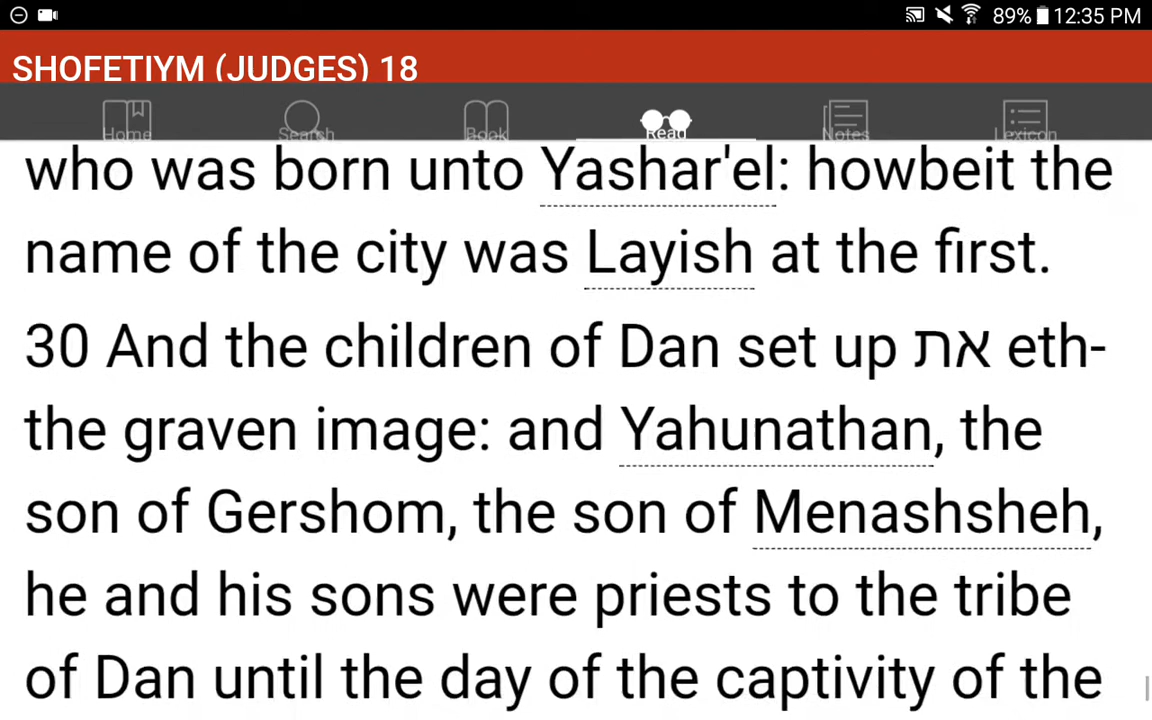 89% 12:35 PM
SHOFETIYM (JUDGES) 18
Home Search Book Read Notes Lexicon
who was born unto Yashar'el: howbeit the
name of the city was Layish at the first.
30 And the children of Dan set up את eth-
the graven image: and Yahunathan, the
son of Gershom, the son of Menashsheh,
he and his sons were priests to the tribe
of Dan until the day of the captivity of the